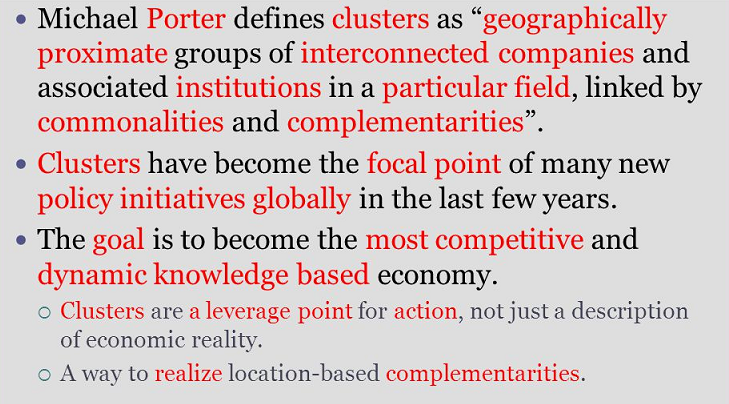 • Michael Porter defines clusters as “geographically
proximate groups of interconnected companies and
associated institutions in a particular field, linked by
commonalities and complementarities”.
• Clusters have become the focal point of many new
policy initiatives globally in the last few years.
• The goal is to become the most competitive and
dynamic knowledge based economy.
○ Clusters are a leverage point for action, not just a description
of economic reality.
○ A way to realize location-based complementarities.